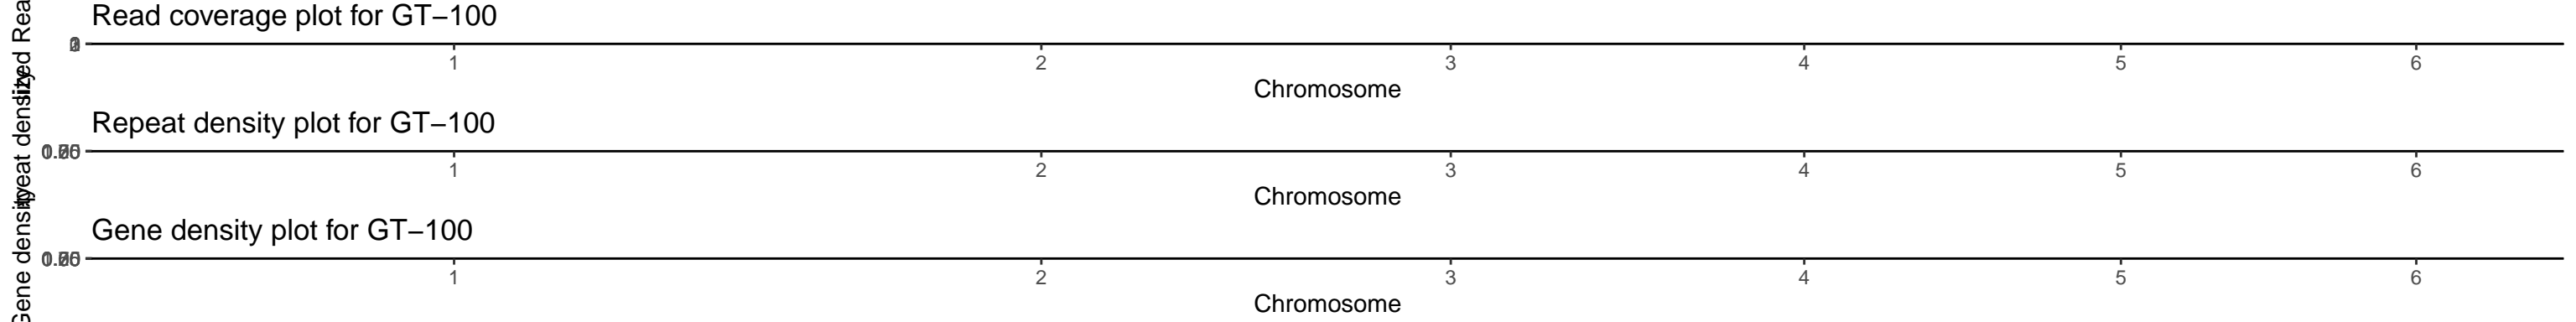 Read coverage plot for GT–100
1 2 3 4 5 6
Chromosome
Repeat density plot for GT–100
1 2 3 4 5 6
Chromosome
Gene density plot for GT–100
1 2 3 4 5 6
Chromosome
Gene density